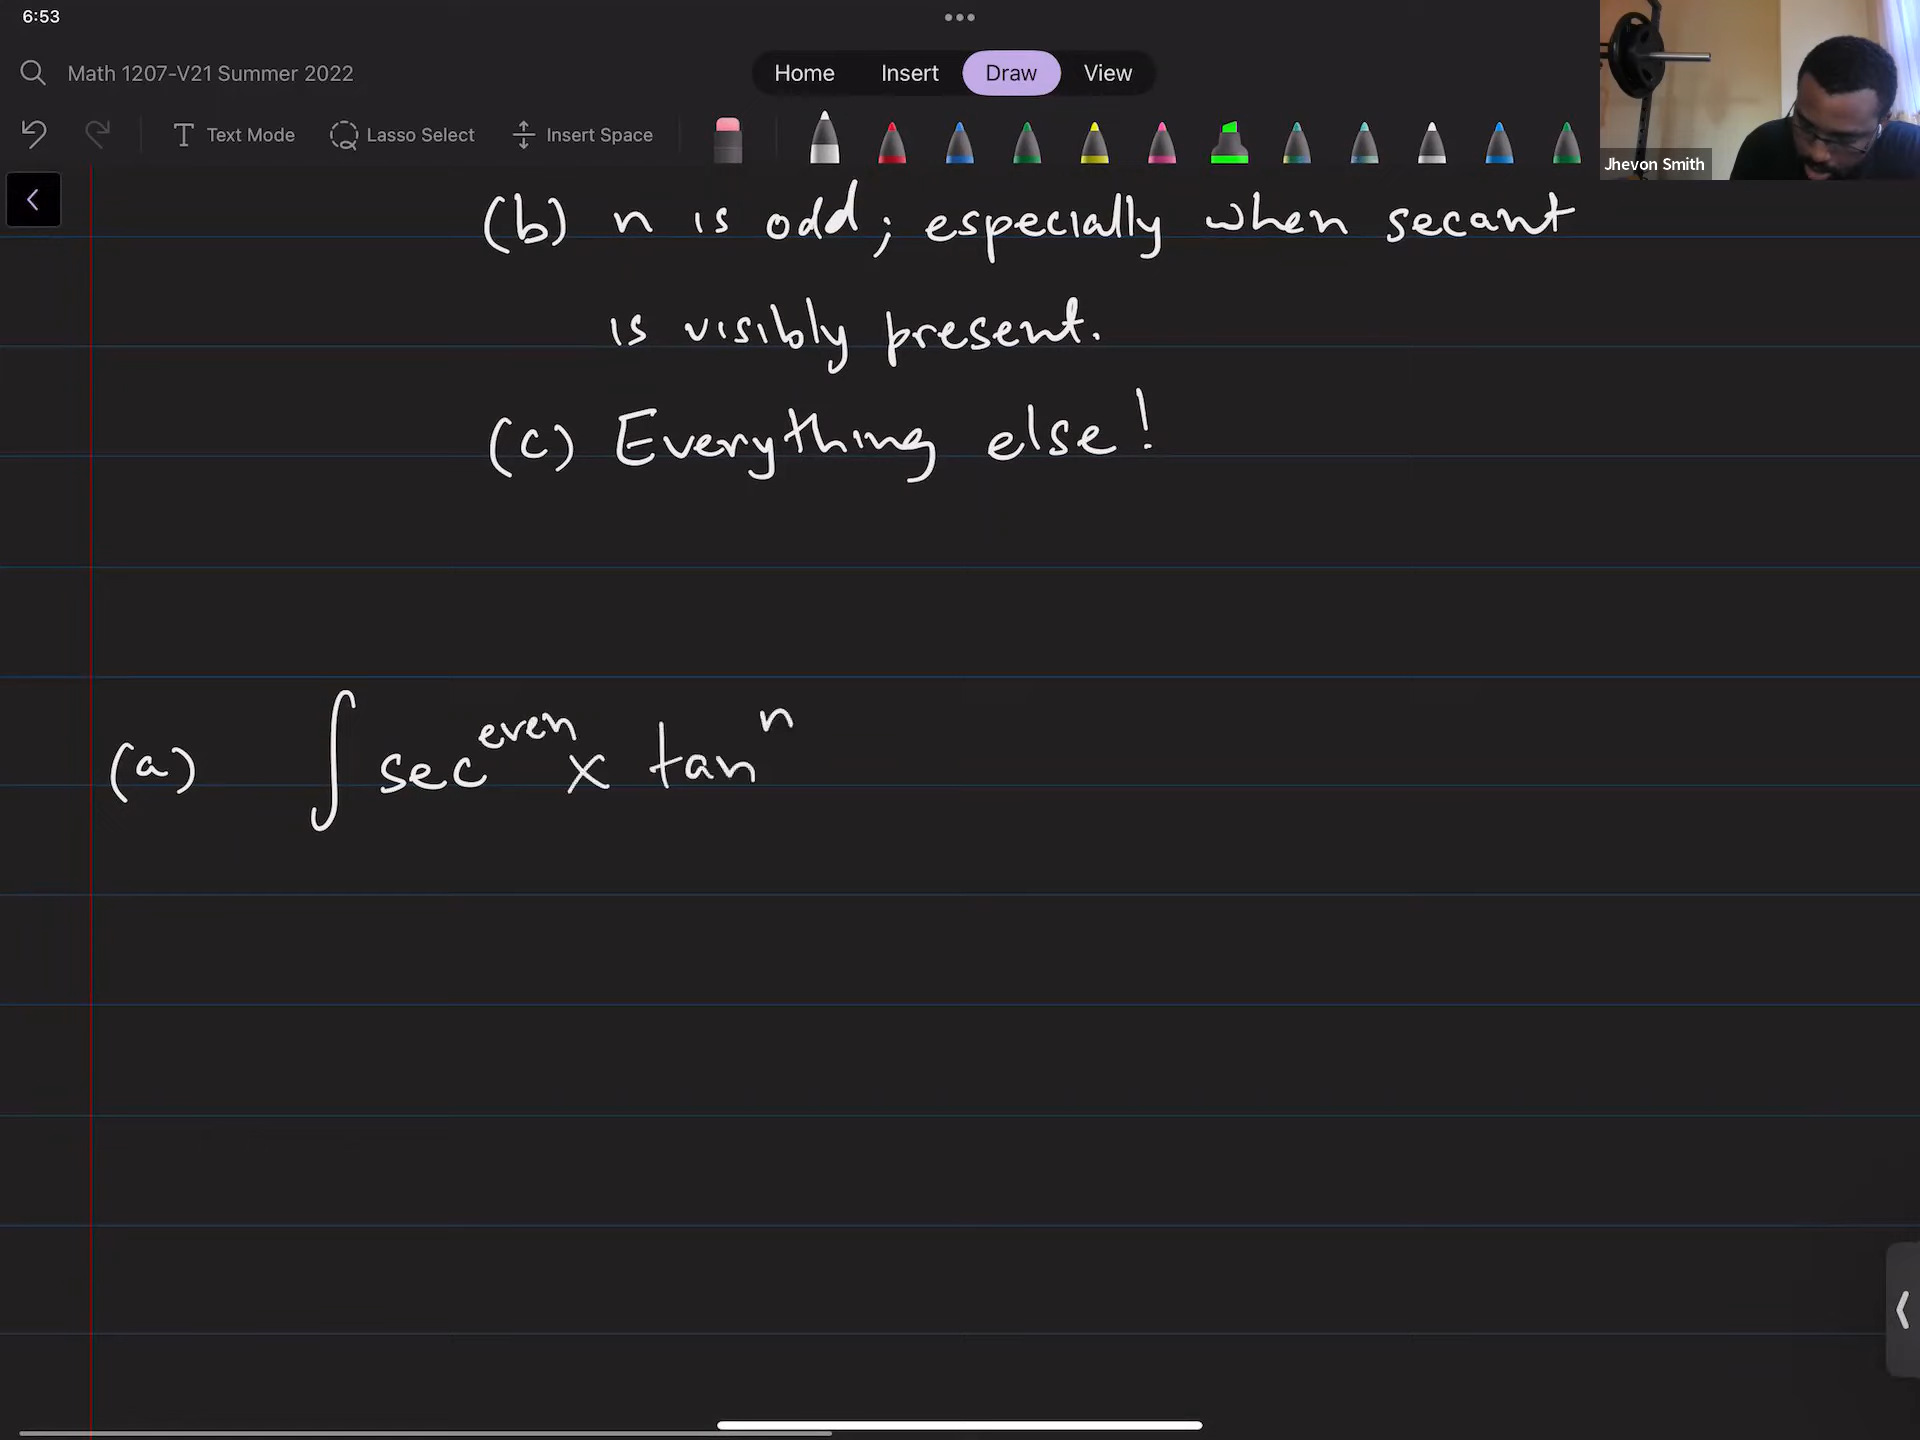 6:53
Math 1207-V21 Summer 2022
Home Insert Draw View
Text Mode Lasso Select Insert Space
Jhevon Smith
(b) n is odd; especially when secant
is visibly present.
(c) Everything else!
(a) ∫ sec^even x tan^n